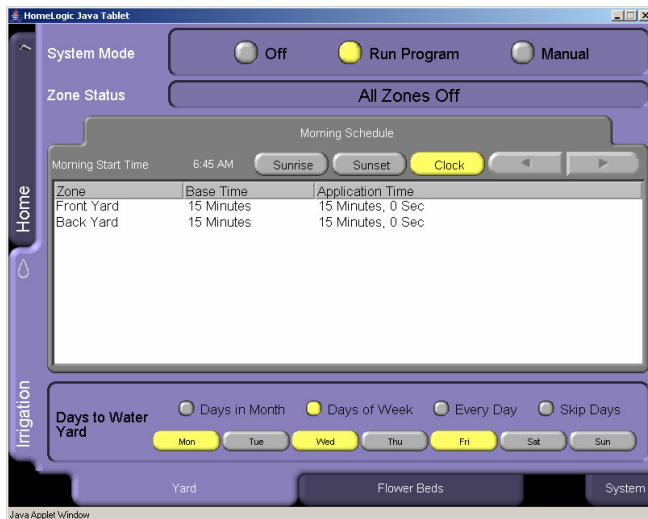 HomeLogic Java Tablet
System Mode Off Run Program Manual
Zone Status All Zones Off
Morning Schedule
Morning Start Time 6:45 AM Sunrise Sunset Clock
Zone Base Time Application Time
Front Yard 15 Minutes 15 Minutes, 0 Sec
Back Yard 15 Minutes 15 Minutes, 0 Sec
Home
Irrigation
Days to Water
Yard
Days in Month Days of Week Every Day Skip Days
Mon Tue Wed Thu Fri Sat Sun
Yard Flower Beds System
Java Applet Window